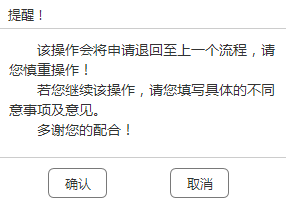 提醒！
该操作会将申请退回至上一个流程，请
您慎重操作！
若您继续该操作，请您填写具体的不同
意事项及意见。
多谢您的配合！
确认
取消